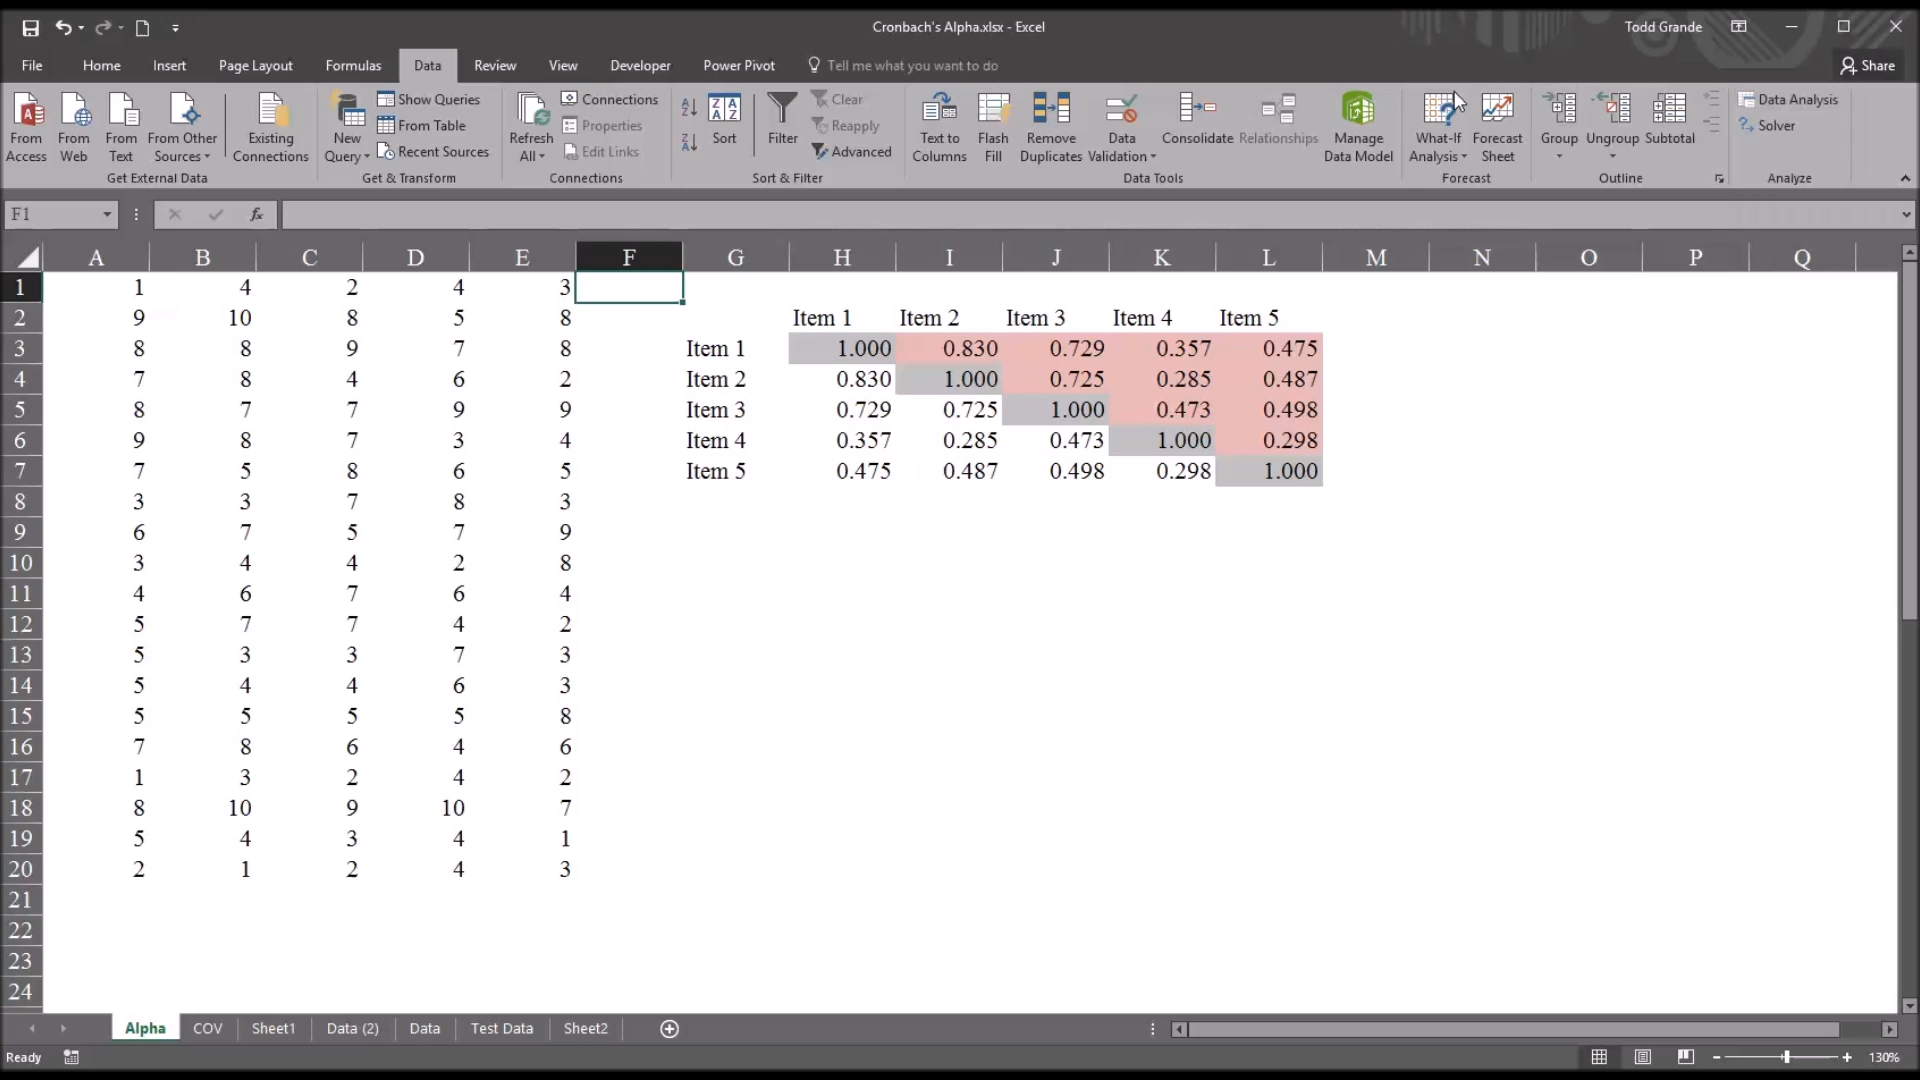 Cronbach's Alpha.xlsx - Excel
Todd Grande
File Home Insert Page Layout Formulas Data Review View Developer Power Pivot Tell me what you want to do Share
From Access
From Web
From Text
From Other Sources
Existing Connections
Get External Data
New Query
Show Queries
From Table
Recent Sources
Get & Transform
Refresh All
Connections
Properties
Edit Links
Connections
Sort
Filter
Clear
Reapply
Advanced
Sort & Filter
Text to Columns
Flash Fill
Remove Duplicates
Data Validation
Consolidate
Relationships
Manage Data Model
Data Tools
What-If Analysis
Forecast Sheet
Forecast
Group
Ungroup
Subtotal
Outline
Data Analysis
Solver
Analyze
F1 fx
A B C D E F G H I J K L M N O P Q
1 1 4 2 4 3
2 9 10 8 5 8 Item 1 Item 2 Item 3 Item 4 Item 5
3 8 8 9 7 8 Item 1 1.000 0.830 0.729 0.357 0.475
4 7 8 4 6 2 Item 2 0.830 1.000 0.725 0.285 0.487
5 8 7 7 9 9 Item 3 0.729 0.725 1.000 0.473 0.498
6 9 8 7 3 4 Item 4 0.357 0.285 0.473 1.000 0.298
7 7 5 8 6 5 Item 5 0.475 0.487 0.498 0.298 1.000
8 3 3 7 8 3
9 6 7 5 7 9
10 3 4 4 2 8
11 4 6 7 6 4
12 5 7 7 4 2
13 5 3 3 7 3
14 5 4 4 6 3
15 5 5 5 5 8
16 7 8 6 4 6
17 1 3 2 4 2
18 8 10 9 10 7
19 5 4 3 4 1
20 2 1 2 4 3
21
22
23
24
Alpha COV Sheet1 Data (2) Data Test Data Sheet2
Ready 130%